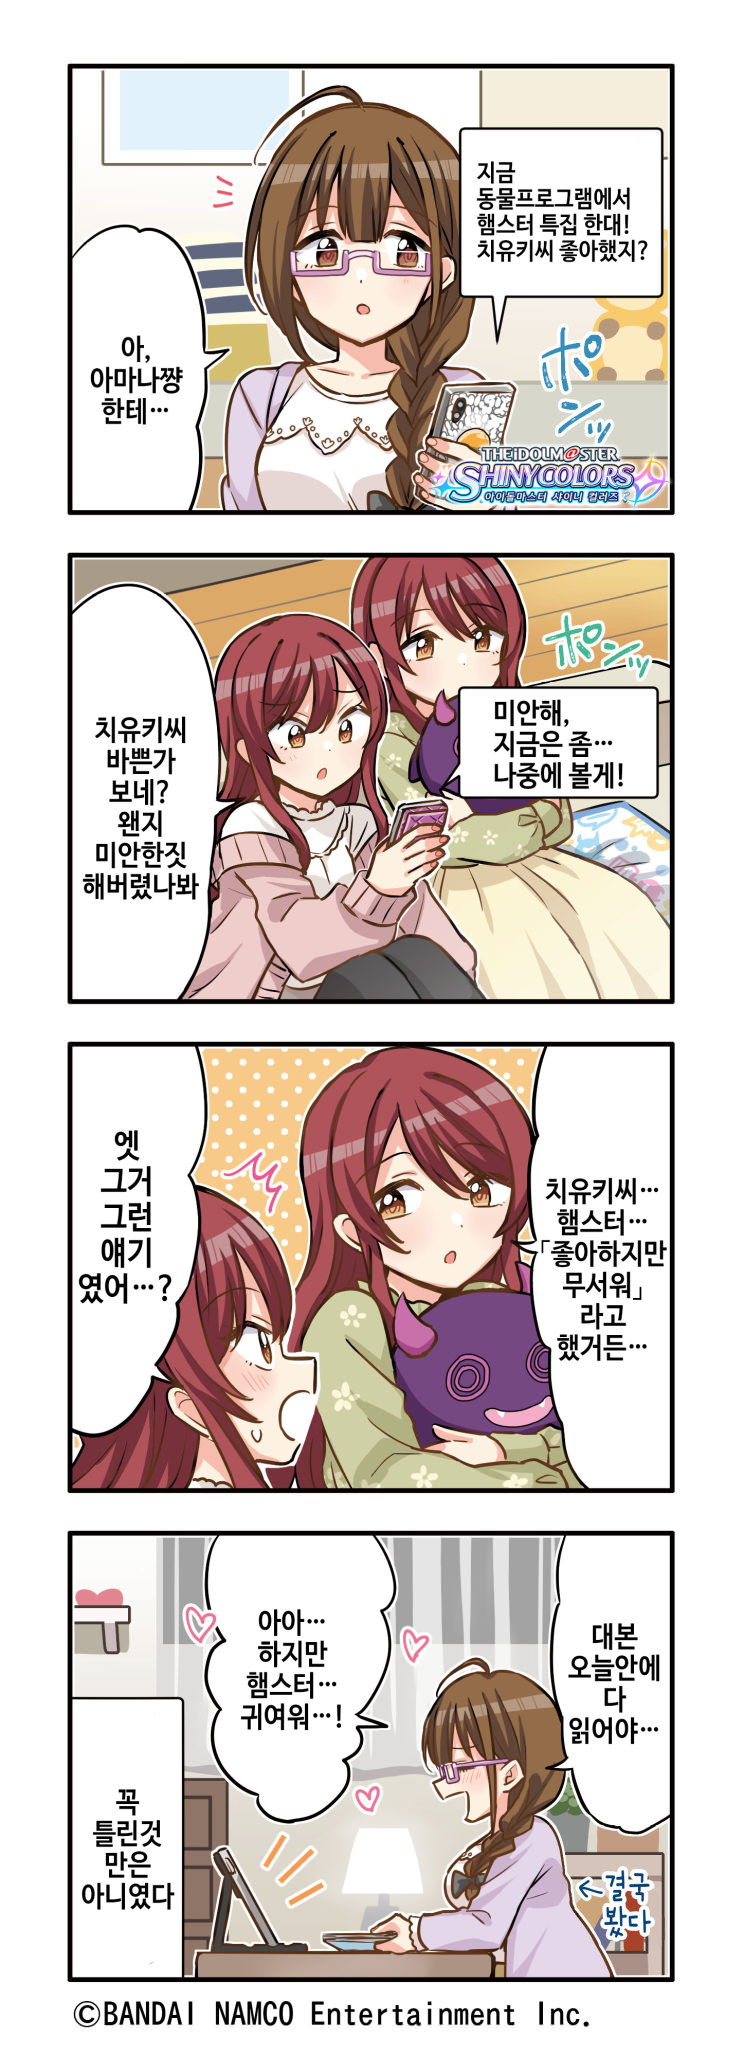 지금
동물프로그램에서
햄스터 특집 한대!
치유키씨 좋아했지?
아,
아마나쨩
한테…
ポンッ
THE iDOLM@STER
SHINY COLORS
아이돌마스터 샤이니 컬러즈
ポンッ
미안해,
지금은 좀…
나중에 볼게!
치유키씨
바쁜가
보네?
왠지
미안한짓
해버렸나봐
치유키씨…
햄스터…
「좋아하지만
무서워」
라고
했거든…
엣
그거
그런
얘기
였어…?
대본
오늘안에
다
읽어야…
아아…
하지만
햄스터…
귀여워…!
←결국
봤다
꼭
틀린것
만은
아니였다
©BANDAI NAMCO Entertainment Inc.